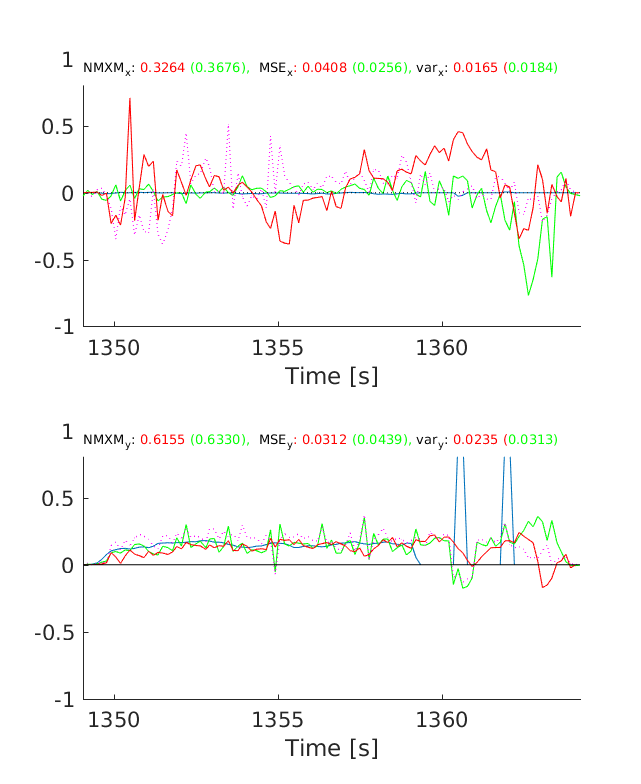 1
NMXMx: 0.3264 (0.3676), MSEx: 0.0408 (0.0256), varx: 0.0165 (0.0184)
0.5
0
-0.5
-1
1350 1355 1360
Time [s]
1
NMXMy: 0.6155 (0.6330), MSEy: 0.0312 (0.0439), vary: 0.0235 (0.0313)
0.5
0
-0.5
-1
1350 1355 1360
Time [s]